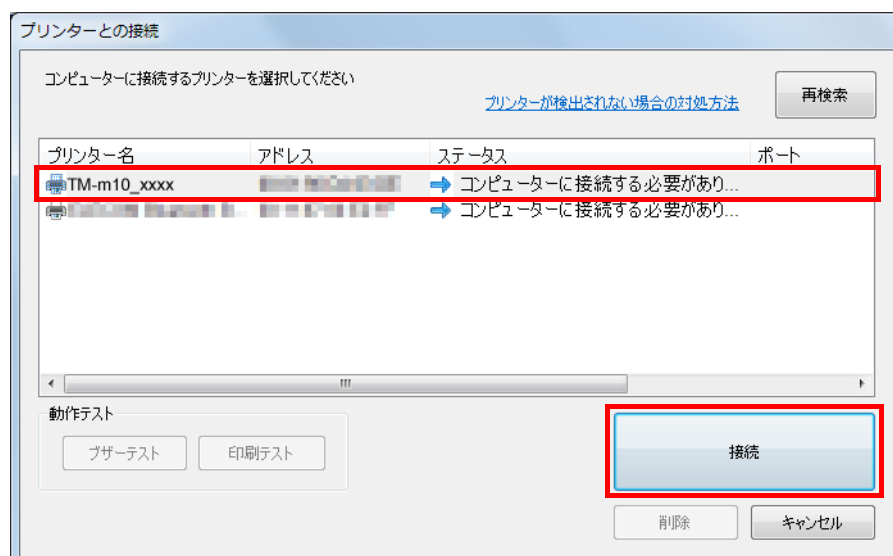 プリンターとの接続
コンピューターに接続するプリンターを選択してください
プリンターが検出されない場合の対処方法
再検索
プリンター名 アドレス ステータス ポート
TM-m10_xxxx コンピューターに接続する必要があり...
コンピューターに接続する必要があり...
動作テスト
ブザーテスト 印刷テスト
接続
削除 キャンセル